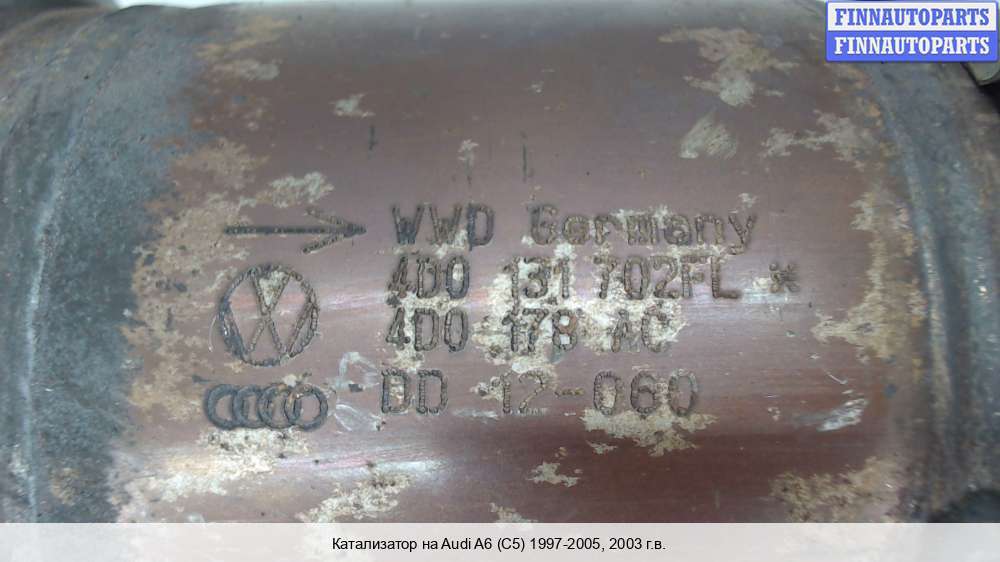 FINNAUTOPARTS
FINNAUTOPARTS
WWD Germany
4D0 131 702FL *
4D0 178 AC
DD 12-060
Катализатор на Audi A6 (C5) 1997-2005, 2003 г.в.